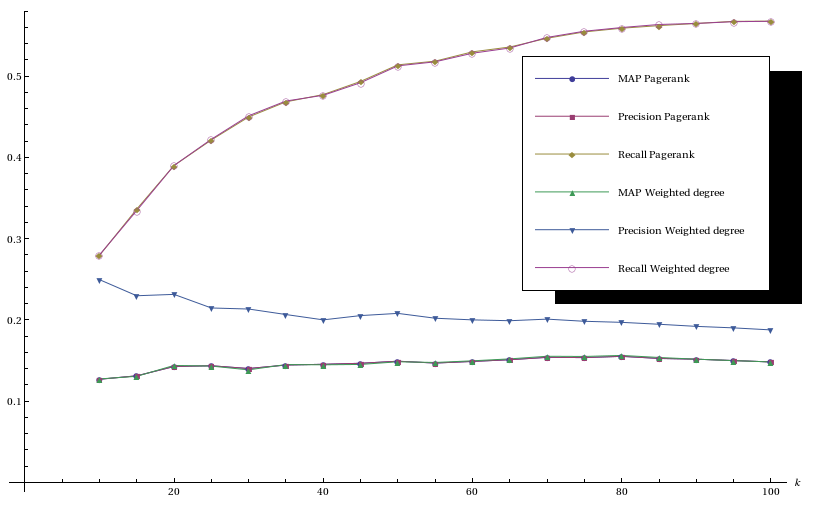 0.5
MAP Pagerank
Precision Pagerank
0.4
Recall Pagerank
MAP Weighted degree
0.3
Precision Weighted degree
Recall Weighted degree
0.2
0.1
20 40 60 80 100 k